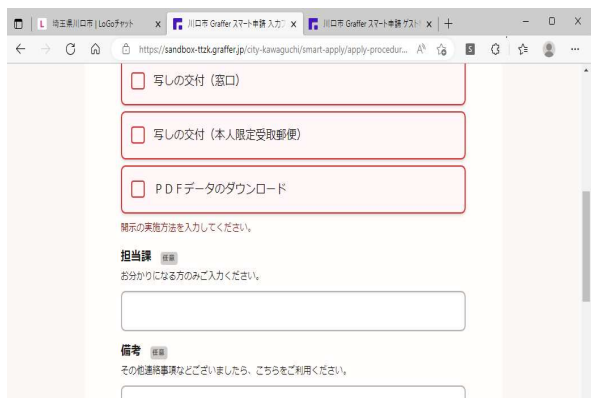 埼玉県川口市 | LoGoチャット
川口市 Graffer スマート申請 入力フ
川口市 Graffer スマート申請 ゲスト
https://sandbox-ttzk.graffer.jp/city-kawaguchi/smart-apply/apply-procedur...
写しの交付（窓口）
写しの交付（本人限定受取郵便）
ＰＤＦデータのダウンロード
開示の実施方法を入力してください。
担当課 任意
お分かりになる方のみご入力ください。
備考 任意
その他連絡事項などございましたら、こちらをご利用ください。